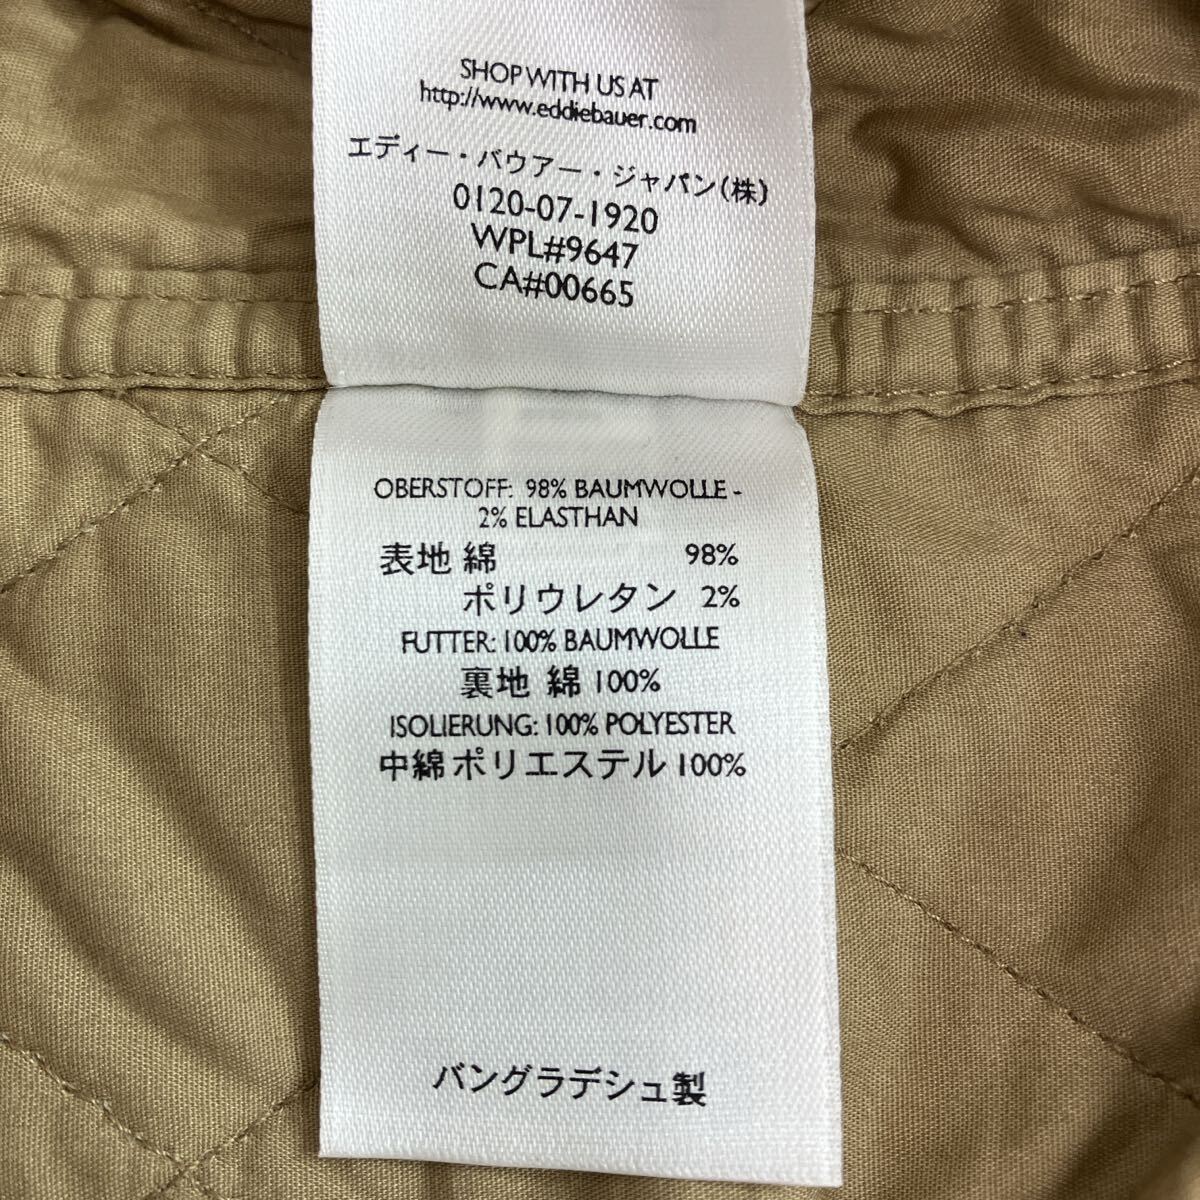 SHOP WITH US AT
http://www.eddiebauer.com
エディー・バウアー・ジャパン(株)
0120-07-1920
WPL#9647
CA#00665
OBERSTOFF: 98% BAUMWOLLE -
2% ELASTHAN
表地 綿 98%
ポリウレタン 2%
FUTTER: 100% BAUMWOLLE
裏地 綿 100%
ISOLIERUNG: 100% POLYESTER
中綿 ポリエステル 100%
バングラデシュ製